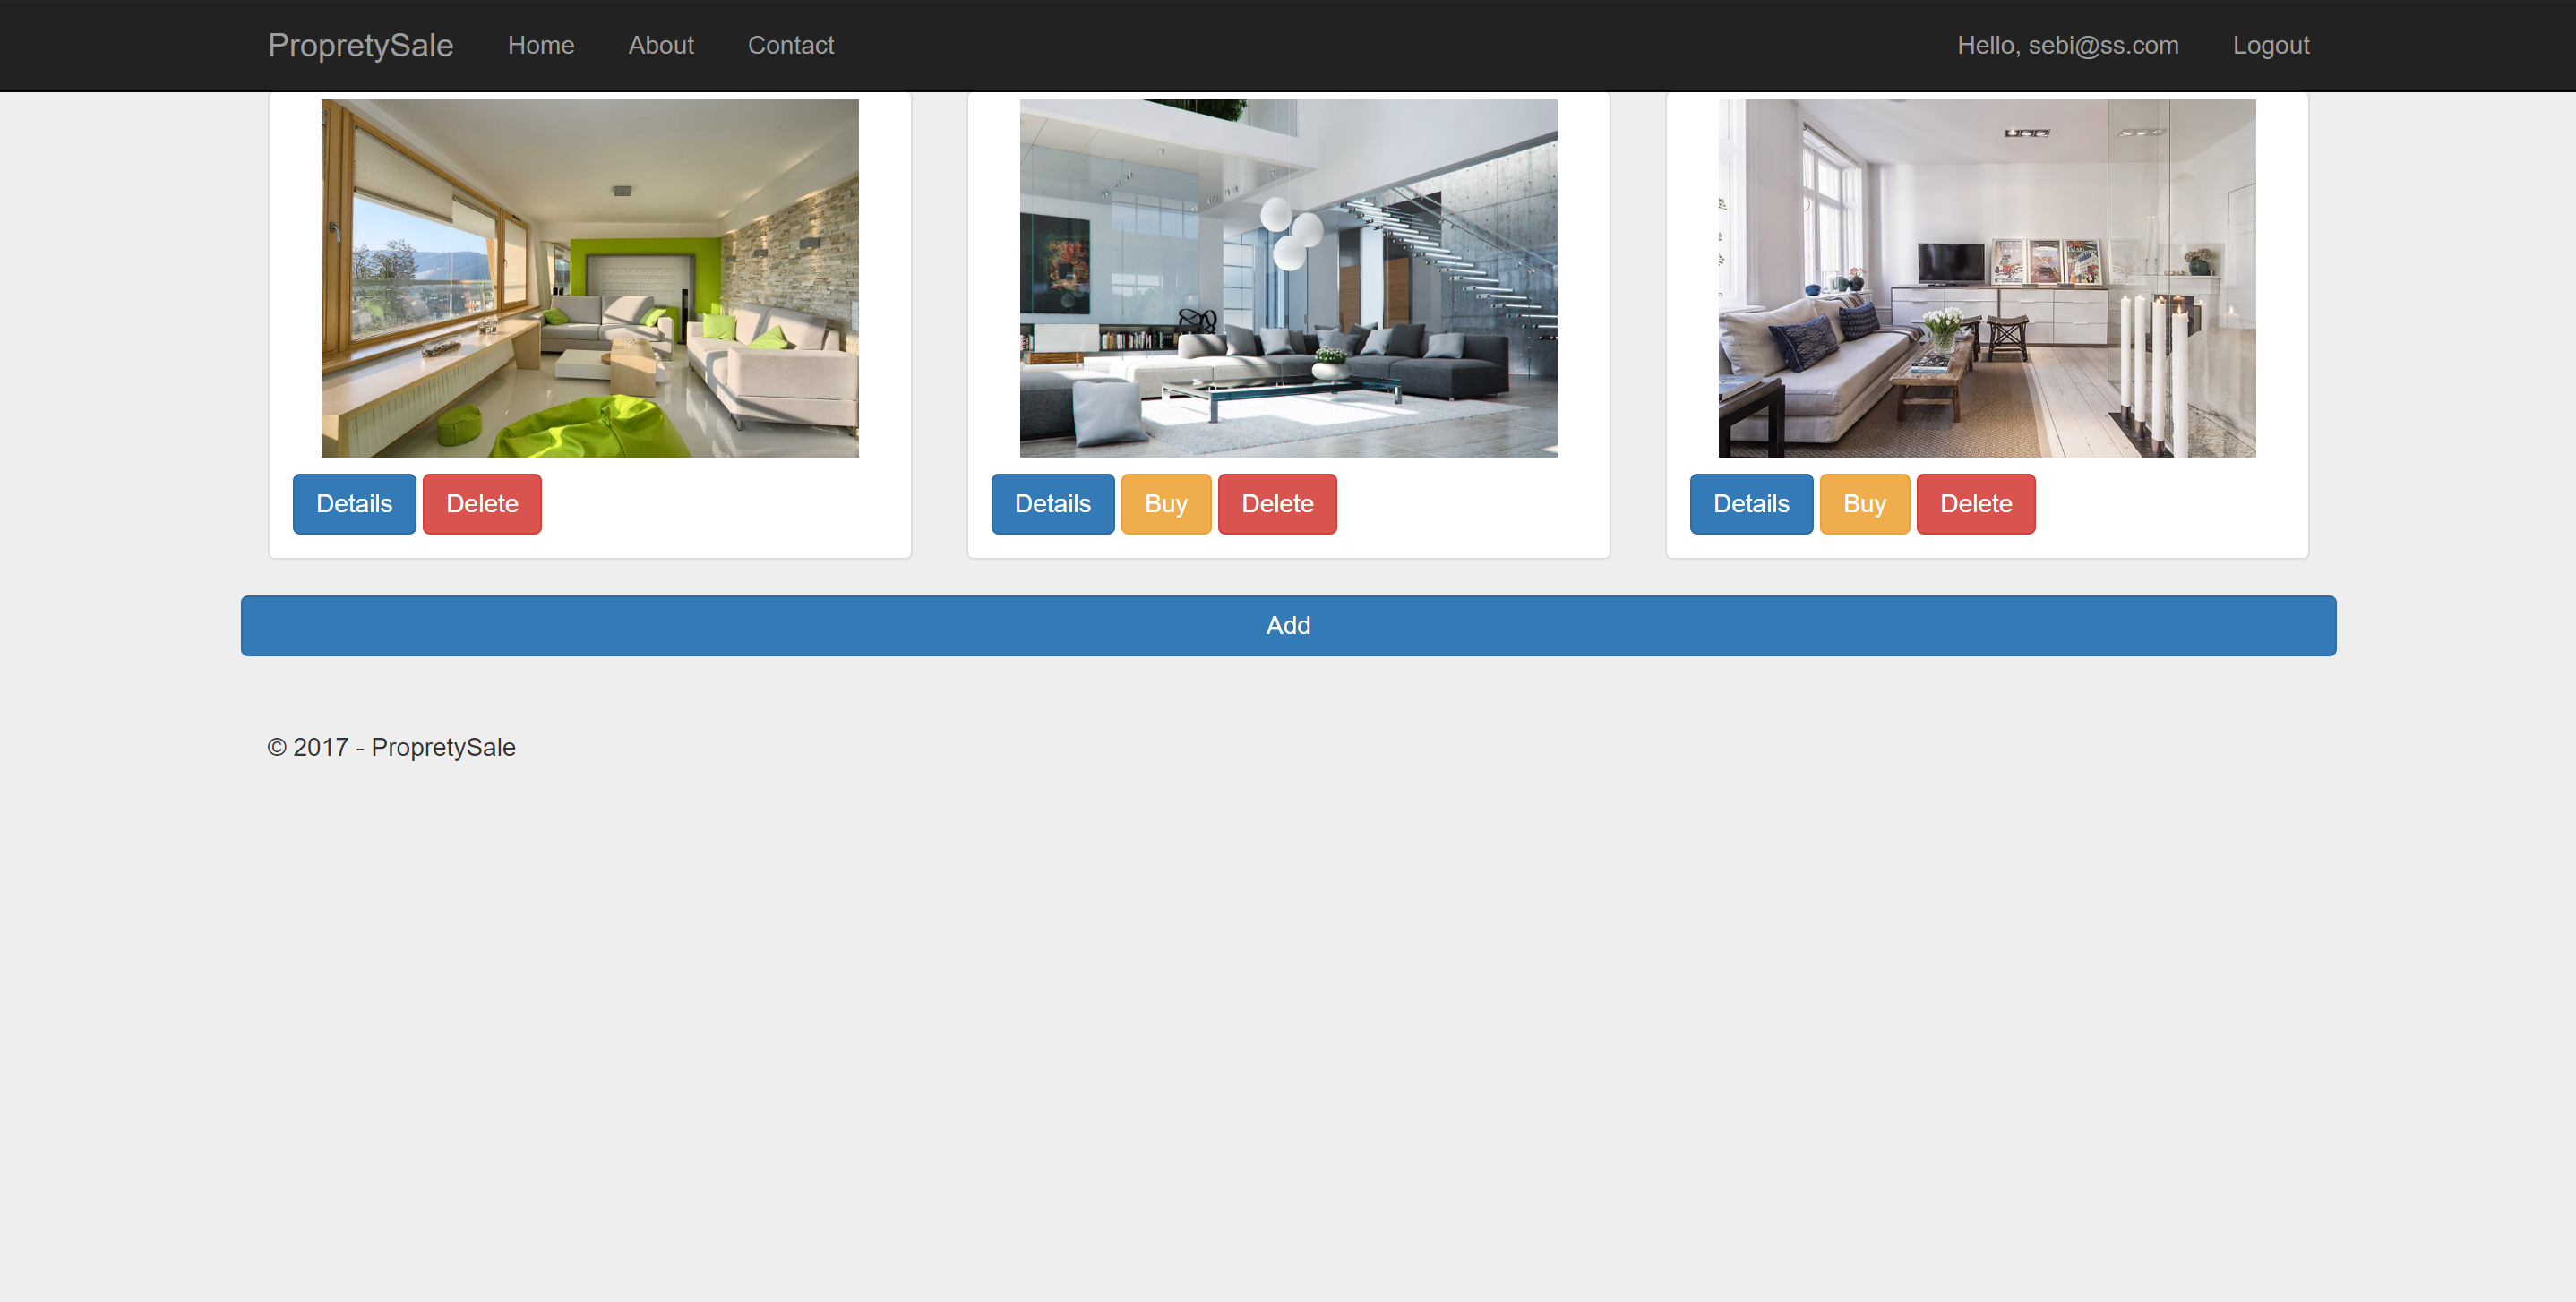 PropretySale Home About Contact Hello, sebi@ss.com Logout
Details Delete Details Buy Delete Details Buy Delete
Add
© 2017 - PropretySale